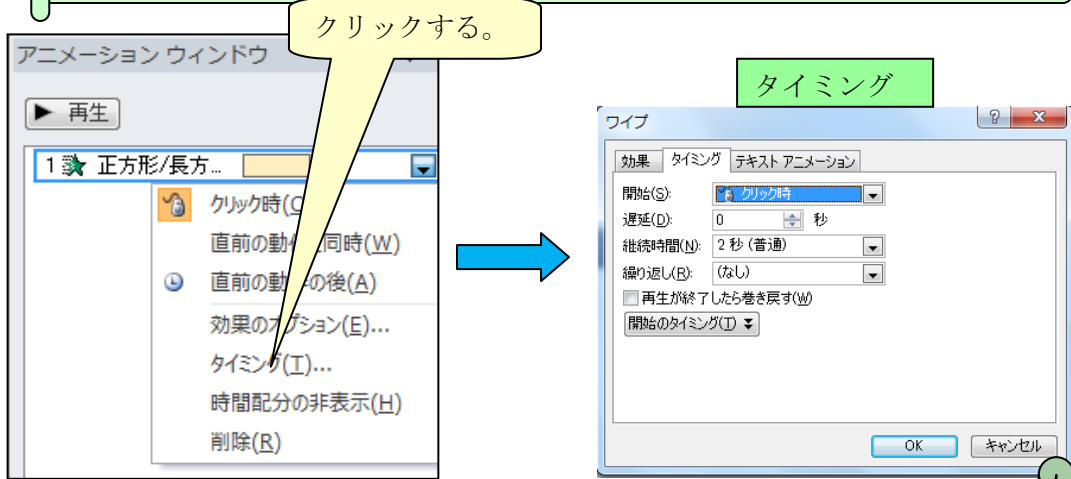 クリックする。
アニメーション ウィンドウ
再生
1 正方形/長方...
クリック時(C
直前の動作 同時(W)
直前の動 の後(A)
効果のオプション(E)...
タイミング(T)...
時間配分の非表示(H)
削除(R)
タイミング
ワイプ
効果 タイミング テキスト アニメーション
開始(S): クリック時
遅延(D): 0 秒
継続時間(N): 2 秒 (普通)
繰り返し(R): (なし)
再生が終了したら巻き戻す(W)
開始のタイミング(T)
OK キャンセル